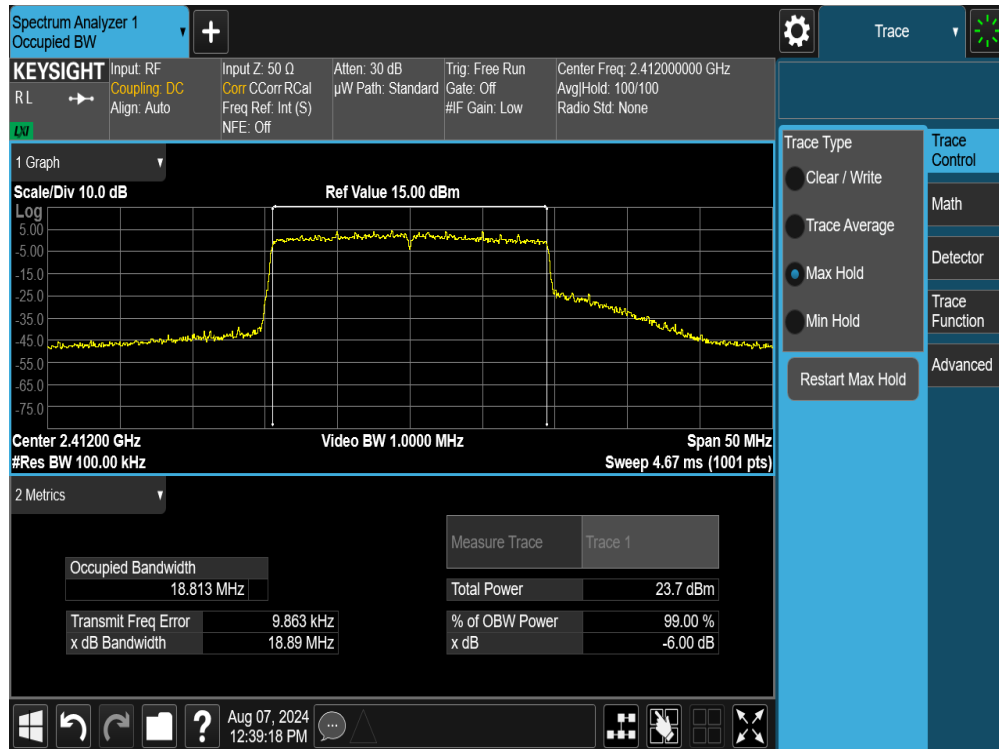 Spectrum Analyzer 1
Occupied BW
+
Trace
KEYSIGHT
R L
LXI
Input: RF
Coupling: DC
Align: Auto
Input Z: 50 Ω
Corr CCorr RCal
Freq Ref: Int (S)
NFE: Off
Atten: 30 dB
µW Path: Standard
Trig: Free Run
Gate: Off
#IF Gain: Low
Center Freq: 2.412000000 GHz
Avg|Hold: 100/100
Radio Std: None
1 Graph
Scale/Div 10.0 dB
Ref Value 15.00 dBm
Log
5.00
-5.00
-15.0
-25.0
-35.0
-45.0
-55.0
-65.0
-75.0
Center 2.41200 GHz
Video BW 1.0000 MHz
Span 50 MHz
#Res BW 100.00 kHz
Sweep 4.67 ms (1001 pts)
2 Metrics
Occupied Bandwidth
18.813 MHz
Transmit Freq Error 9.863 kHz
x dB Bandwidth 18.89 MHz
Measure Trace Trace 1
Total Power 23.7 dBm
% of OBW Power 99.00 %
x dB -6.00 dB
Trace Type
Clear / Write
Trace Average
Max Hold
Min Hold
Restart Max Hold
Trace
Control
Math
Detector
Trace
Function
Advanced
?
Aug 07, 2024
12:39:18 PM